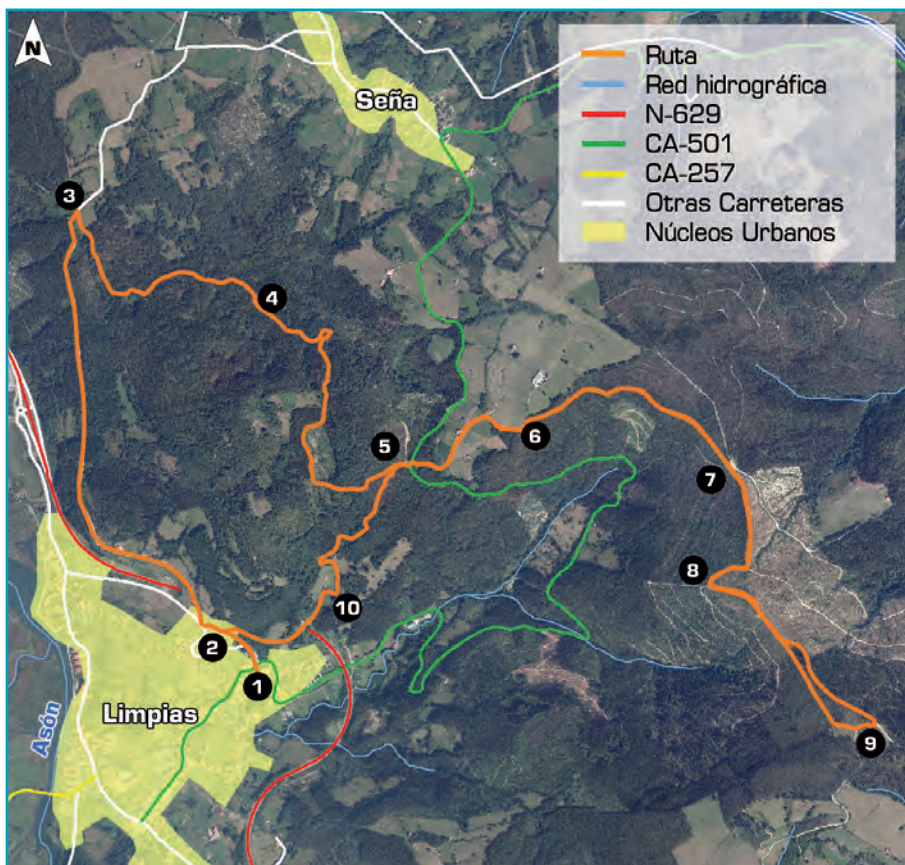 N
Seña
Ruta
Red hidrográfica
N-629
CA-501
CA-257
Otras Carreteras
Núcleos Urbanos
3
4
5
6
7
8
10
2
1
Limpias
Asón
9